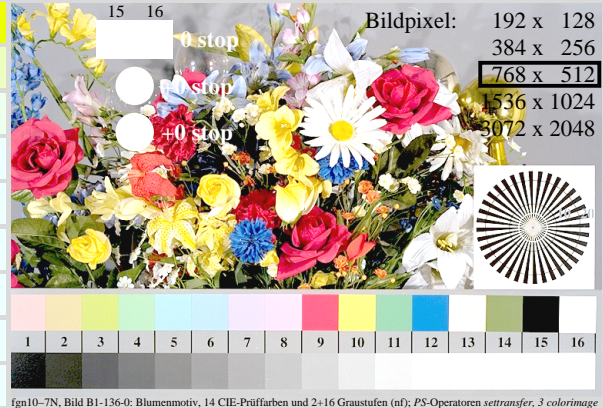 15 16
Bildpixel: 192 x 128
384 x 256
768 x 512
1536 x 1024
3072 x 2048
0 stop
+0 stop
+0 stop
1 2 3 4 5 6 7 8 9 10 11 12 13 14 15 16
fgn10–7N, Bild B1-136-0: Blumenmotiv, 14 CIE-Prüffarben und 2+16 Graustufen (nf); PS-Operatoren settransfer, 3 colorimage